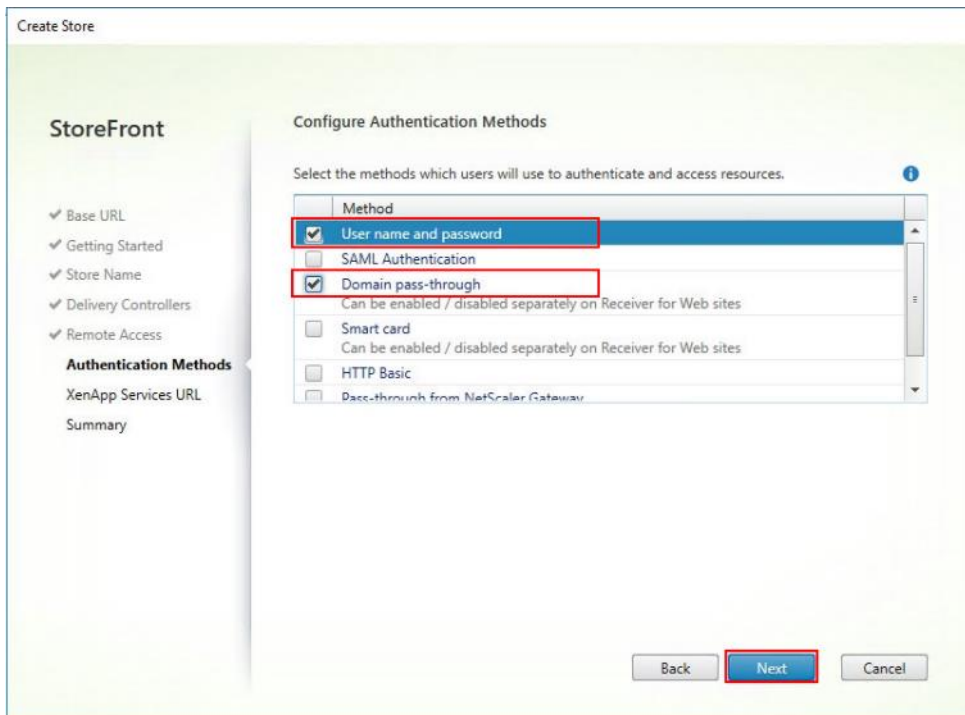 Create Store
StoreFront
✔ Base URL
✔ Getting Started
✔ Store Name
✔ Delivery Controllers
✔ Remote Access
Authentication Methods
XenApp Services URL
Summary
Configure Authentication Methods
Select the methods which users will use to authenticate and access resources.
Method
User name and password
SAML Authentication
Domain pass-through
Can be enabled / disabled separately on Receiver for Web sites
Smart card
Can be enabled / disabled separately on Receiver for Web sites
HTTP Basic
Pass-through from NetScaler Gateway
Back Next Cancel